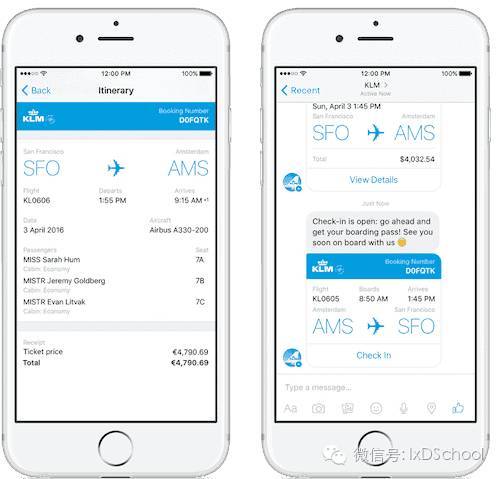 12:00 PM
100%
Back
Itinerary
KLM
Booking Number
D0FQTK
San Francisco
Amsterdam
SFO
AMS
Flight
Departs
Arrives
KL0606
1:55 PM
9:15 AM +1
Date
Aircraft
3 April 2016
Airbus A330-200
Passengers
Seat
MISS Sarah Hum
7A
Cabin: Economy
MISTR Jeremy Goldberg
7B
Cabin: Economy
MISTR Evan Litvak
7C
Cabin: Economy
Receipt
Ticket price
€4,790.69
Total
€4,790.69
12:00 PM
100%
Recent
KLM
Active Now
Sun, April 3 1:45 PM
San Francisco
Amsterdam
SFO
AMS
Total
$4,032.54
View Details
Just Now
Check-in is open: go ahead and
get your boarding pass! See you
soon on board with us
KLM
Booking Number
D0FQTK
Flight
Boards
Arrives
KL0605
8:50 AM
1:45 PM
Amsterdam
San Francisco
AMS
SFO
Check In
Type a message...
Aa
微信号: IxDSchool